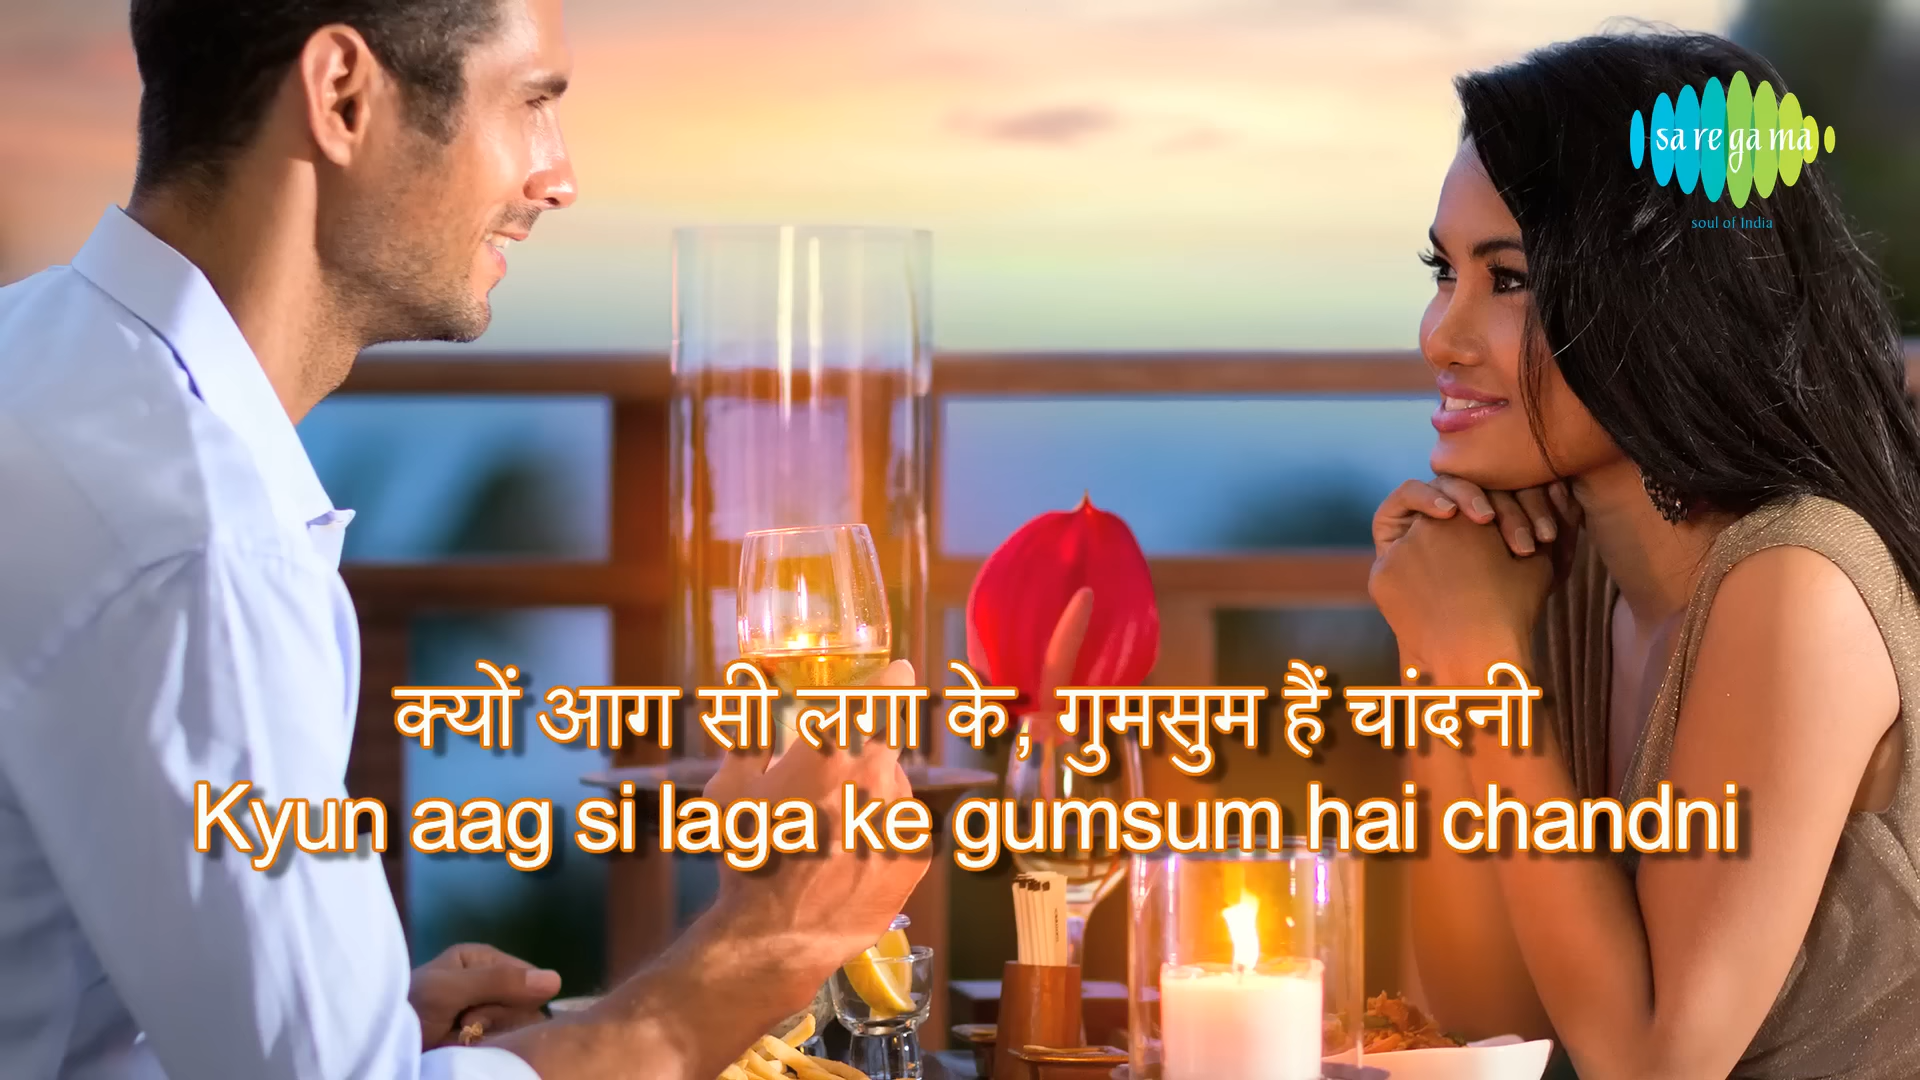 sa re ga ma
soul of India
क्यों आग सी लगा के, गुमसुम हैं चांदनी
Kyun aag si laga ke gumsum hai chandni